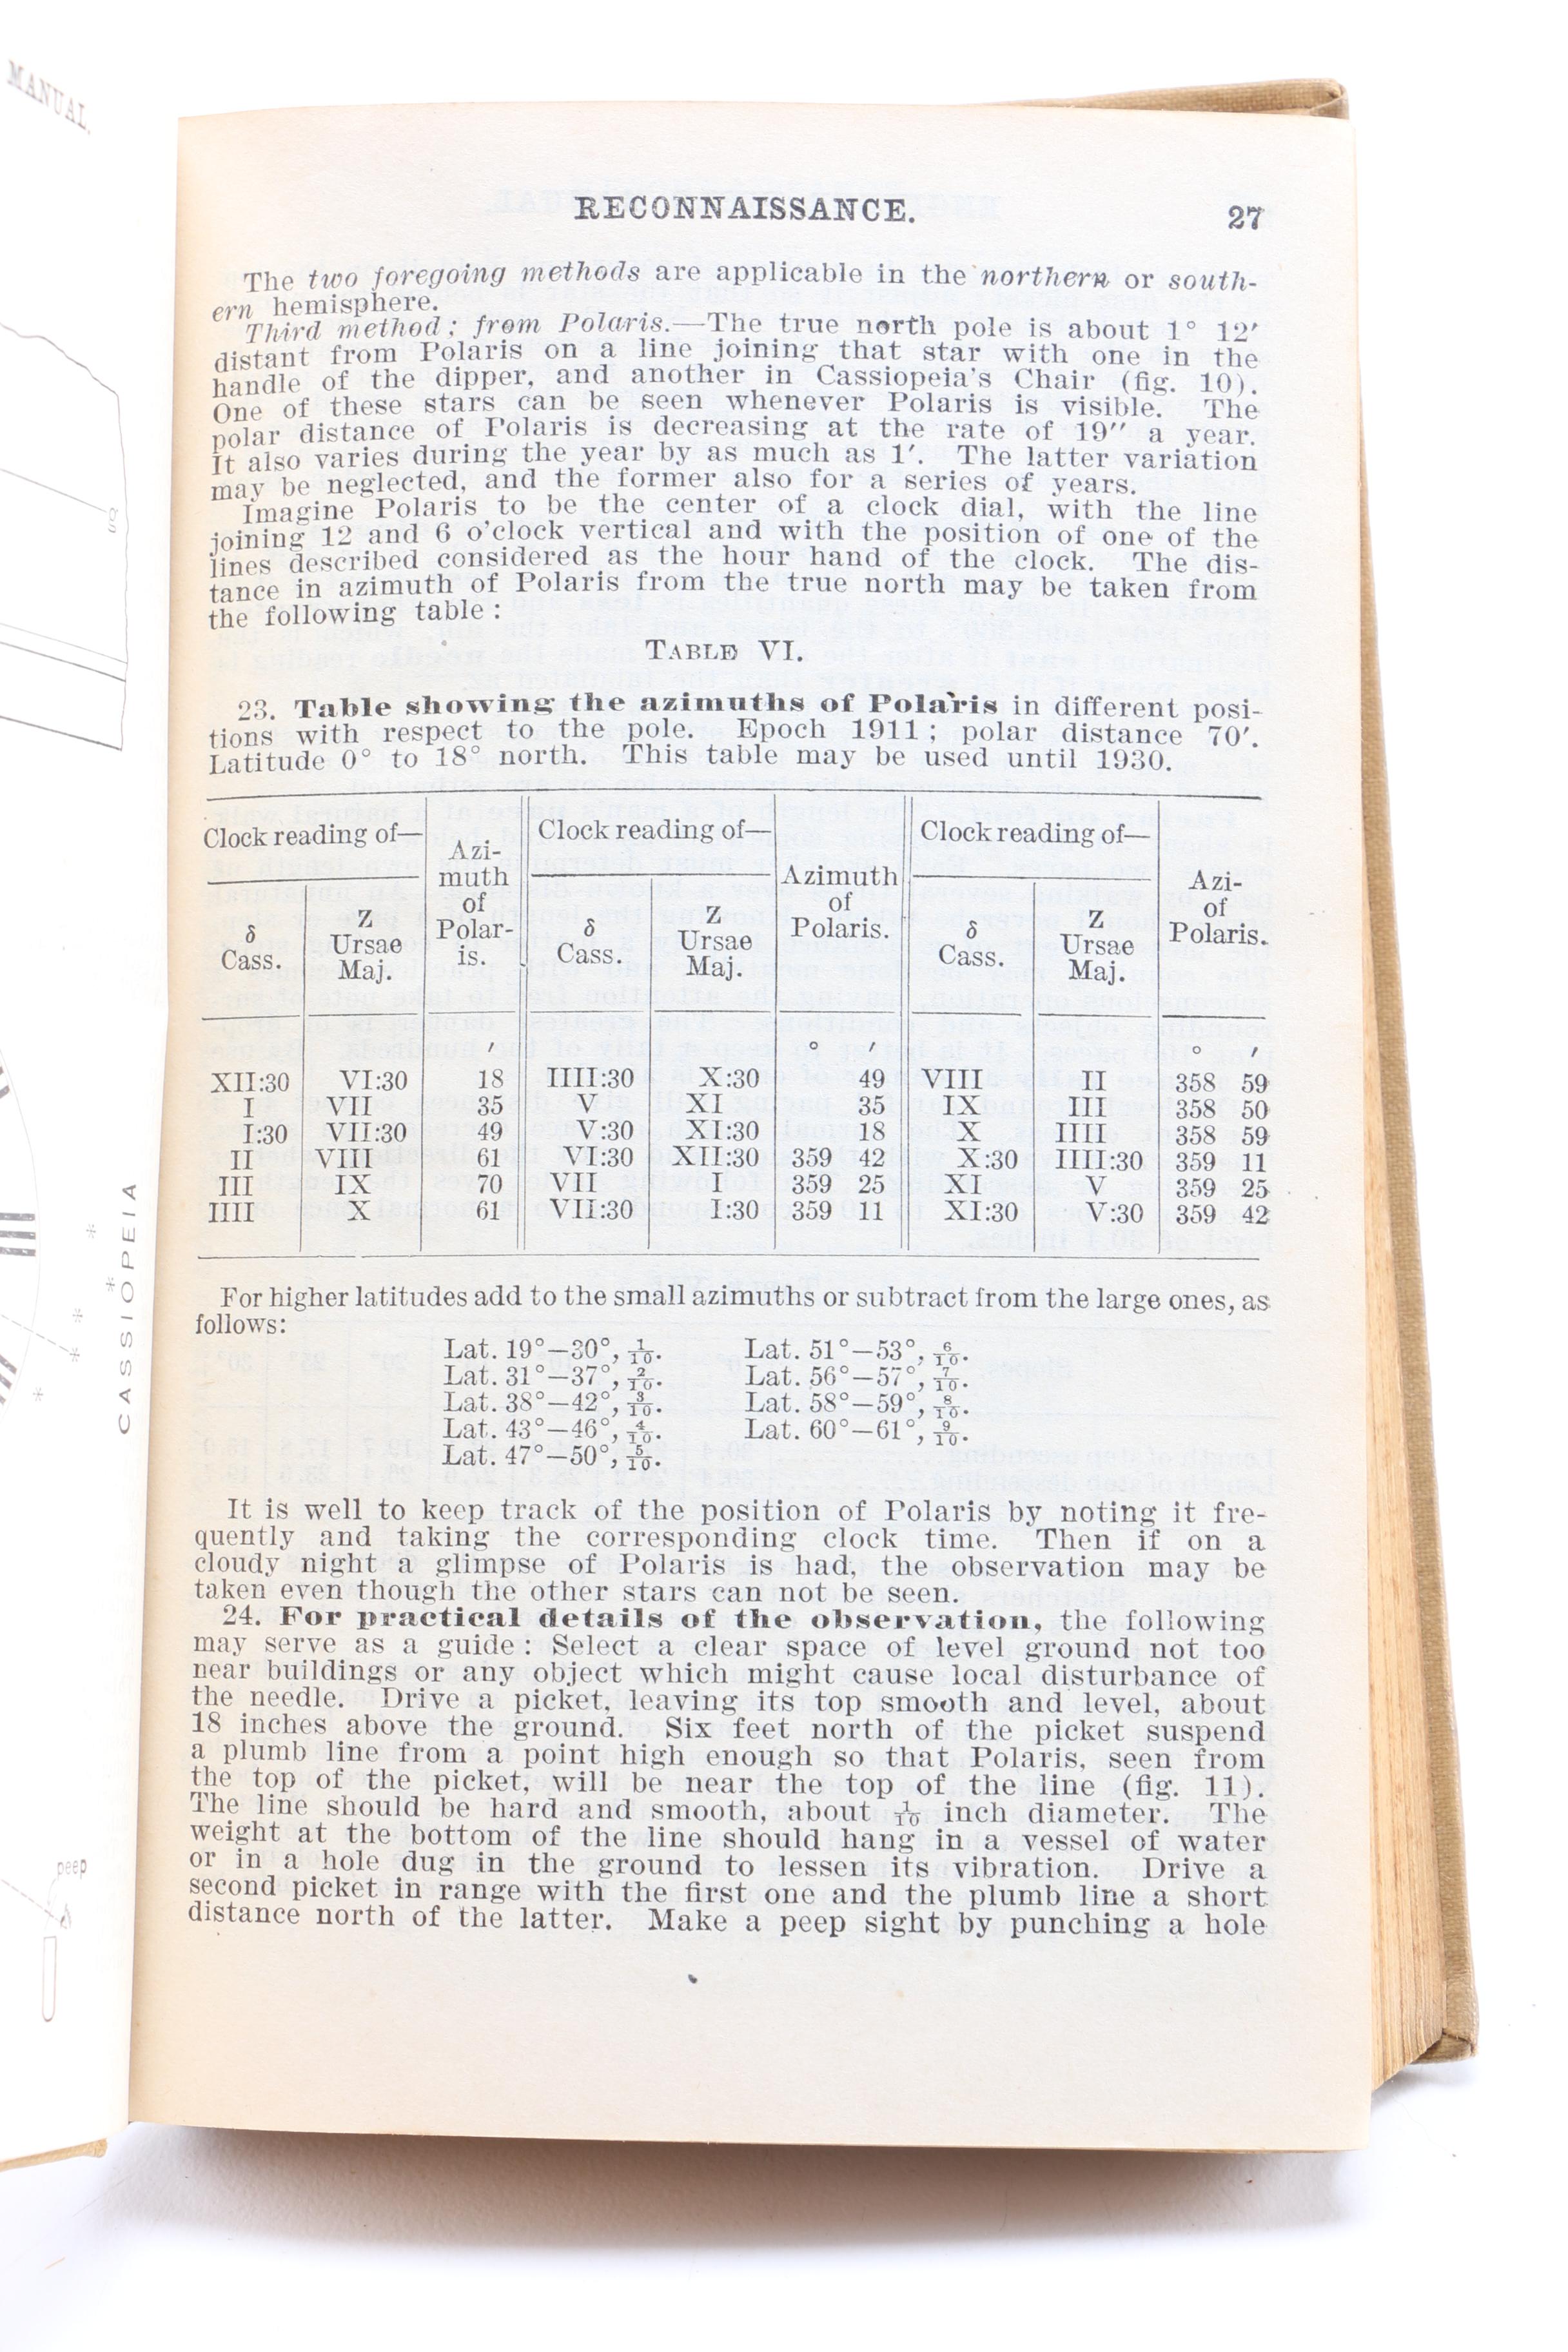 MANUAL.
CASSIOPEIA
peep
RECONNAISSANCE. 27
The two foregoing methods are applicable in the northern or south-
ern hemisphere.
Third method; from Polaris.—The true north pole is about 1° 12′
distant from Polaris on a line joining that star with one in the
handle of the dipper, and another in Cassiopeia's Chair (fig. 10).
One of these stars can be seen whenever Polaris is visible. The
polar distance of Polaris is decreasing at the rate of 19″ a year.
It also varies during the year by as much as 1′. The latter variation
may be neglected, and the former also for a series of years.
Imagine Polaris to be the center of a clock dial, with the line
joining 12 and 6 o'clock vertical and with the position of one of the
lines described considered as the hour hand of the clock. The dis-
tance in azimuth of Polaris from the true north may be taken from
the following table:
TABLE VI.
23. Table showing the azimuths of Polaris in different posi-
tions with respect to the pole. Epoch 1911; polar distance 70′.
Latitude 0° to 18° north. This table may be used until 1930.
Clock reading of— Azi- Clock reading of— Azimuth Clock reading of— Azi-
muth of of
δ Z of Polaris. δ Z Polaris. δ Z
Cass. Ursae Polar- Cass. Ursae Cass. Ursae
Maj. is. Maj. Maj.
′ ° ′ ° ′
XII:30 VI:30 18 IIII:30 X:30 49 VIII II 358 59
I VII 35 V XI 35 IX III 358 50
I:30 VII:30 49 V:30 XI:30 18 X IIII 358 59
II VIII 61 VI:30 XII:30 359 42 X:30 IIII:30 359 11
III IX 70 VII I 359 25 XI V 359 25
IIII X 61 VII:30 I:30 359 11 XI:30 V:30 359 42
For higher latitudes add to the small azimuths or subtract from the large ones, as
follows:
Lat. 19°—30°, 1/10. Lat. 51°—53°, 6/10.
Lat. 31°—37°, 2/10. Lat. 56°—57°, 7/10.
Lat. 38°—42°, 3/10. Lat. 58°—59°, 8/10.
Lat. 43°—46°, 4/10. Lat. 60°—61°, 9/10.
Lat. 47°—50°, 5/10.
It is well to keep track of the position of Polaris by noting it fre-
quently and taking the corresponding clock time. Then if on a
cloudy night a glimpse of Polaris is had, the observation may be
taken even though the other stars can not be seen.
24. For practical details of the observation, the following
may serve as a guide: Select a clear space of level ground not too
near buildings or any object which might cause local disturbance of
the needle. Drive a picket, leaving its top smooth and level, about
18 inches above the ground. Six feet north of the picket suspend
a plumb line from a point high enough so that Polaris, seen from
the top of the picket, will be near the top of the line (fig. 11).
The line should be hard and smooth, about 1/10 inch diameter. The
weight at the bottom of the line should hang in a vessel of water
or in a hole dug in the ground to lessen its vibration. Drive a
second picket in range with the first one and the plumb line a short
distance north of the latter. Make a peep sight by punching a hole